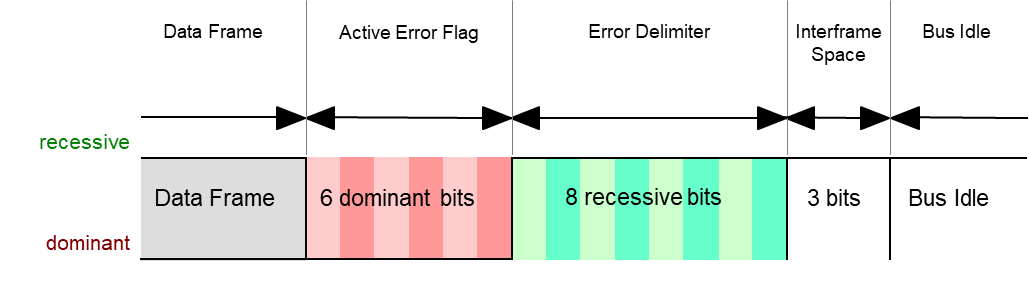 Data Frame
Active Error Flag
Error Delimiter
Interframe
Space
Bus Idle
recessive
Data Frame
6 dominant bits
8 recessive bits
3 bits
Bus Idle
dominant